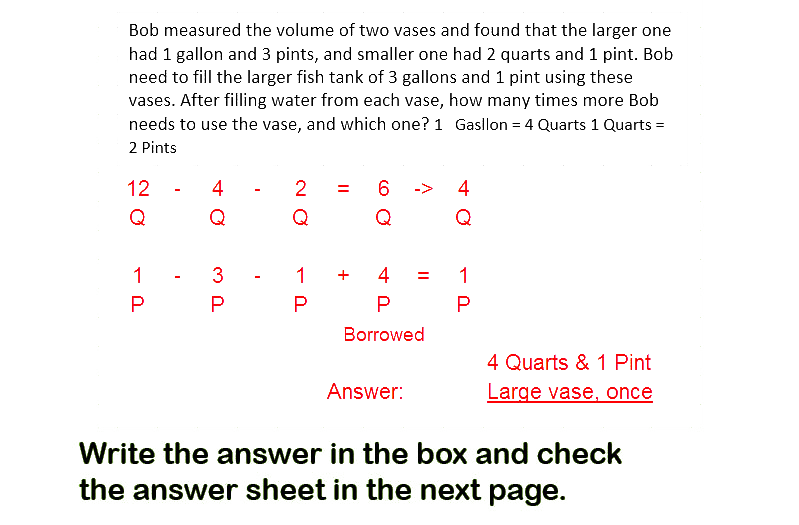 Bob measured the volume of two vases and found that the larger one
had 1 gallon and 3 pints, and smaller one had 2 quarts and 1 pint. Bob
need to fill the larger fish tank of 3 gallons and 1 pint using these
vases. After filling water from each vase, how many times more Bob
needs to use the vase, and which one? 1 Gasllon = 4 Quarts 1 Quarts =
2 Pints
12 - 4 - 2 = 6 -> 4
Q Q Q Q Q
1 - 3 - 1 + 4 = 1
P P P P P
Borrowed
4 Quarts & 1 Pint
Answer: Large vase, once
Write the answer in the box and check
the answer sheet in the next page.